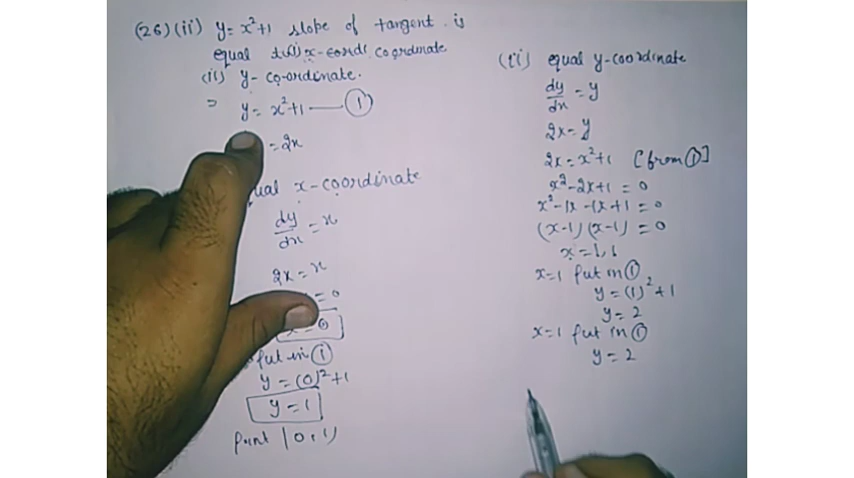 (26)(ii) y = x²+1 slope of tangent is
equal to (i) x- coordinate
(ii) y- co-ordinate.
⇒ y = x²+1 —— (1)
= 2x
x-coordinate
dy/dx = x
2x = x
= 0
put in (1)
y = (0)²+1
y = 1
point (0,1)
(ii) equal y-coordinate
dy/dx = y
2x = y
2x = x²+1 [from (1)]
x²-2x+1 = 0
x²-1x-1x+1 = 0
(x-1)(x-1) = 0
x = 1,1
x=1 put in (1)
y = (1)²+1
y = 2
x=1 put in (1)
y = 2